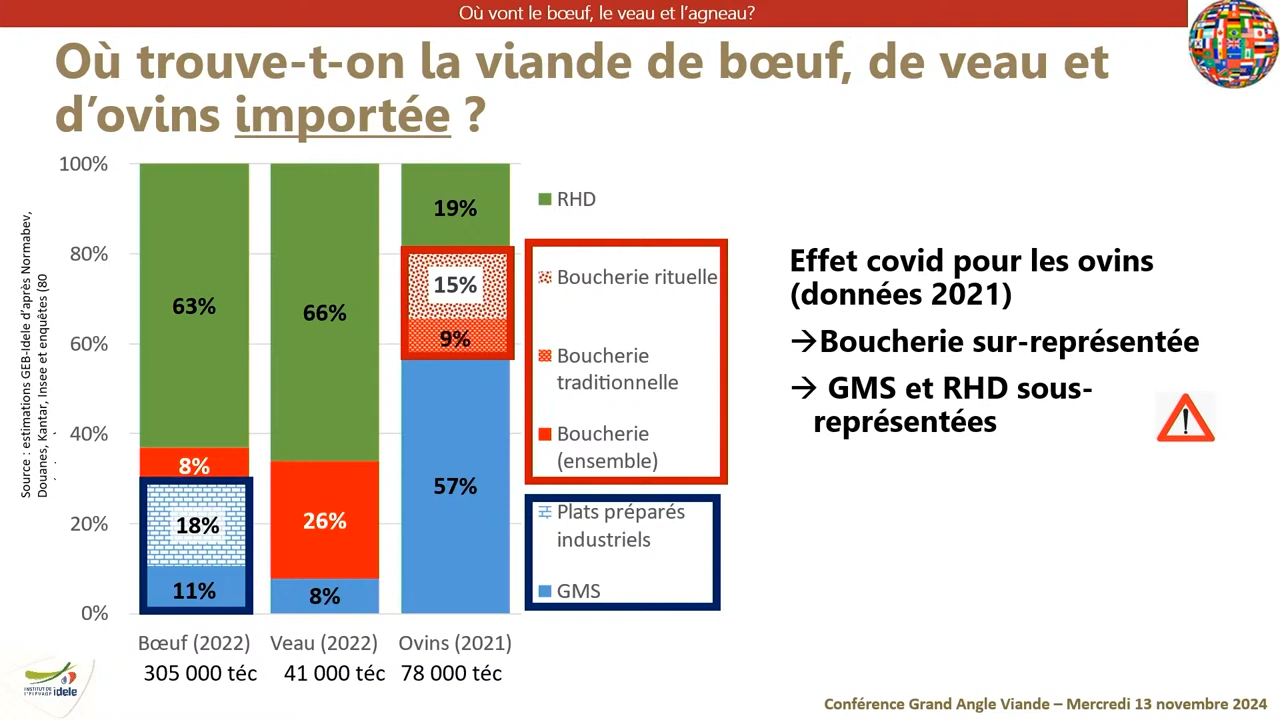 Où vont le bœuf, le veau et l'agneau?
Où trouve-t-on la viande de bœuf, de veau et
d'ovins importée ?
Source : estimations GEB-Idele d'après Normabev,
Douanes, Kantar, Insee et enquêtes (80
100%
80%
60%
40%
20%
0%
63%
8%
18%
11%
66%
26%
8%
19%
15%
9%
57%
Bœuf (2022)
Veau (2022)
Ovins (2021)
305 000 téc
41 000 téc
78 000 téc
RHD
Boucherie rituelle
Boucherie
traditionnelle
Boucherie
(ensemble)
Plats préparés
industriels
GMS
Effet covid pour les ovins
(données 2021)
→Boucherie sur-représentée
→ GMS et RHD sous-
représentées
INSTITUT DE
L'ÉLEVAGE idele
Conférence Grand Angle Viande – Mercredi 13 novembre 2024